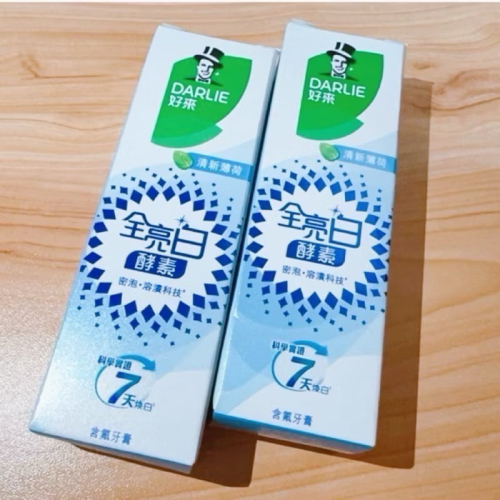 DARLIE
好來
清新薄荷
全亮白
酵素
密泡·溶漬科技*
科學實證
7天煥白*
含氟牙膏
DARLIE
好來
清新薄荷
全亮白
酵素
密泡·溶漬科技*
科學實證
7天煥白*
含氟牙膏